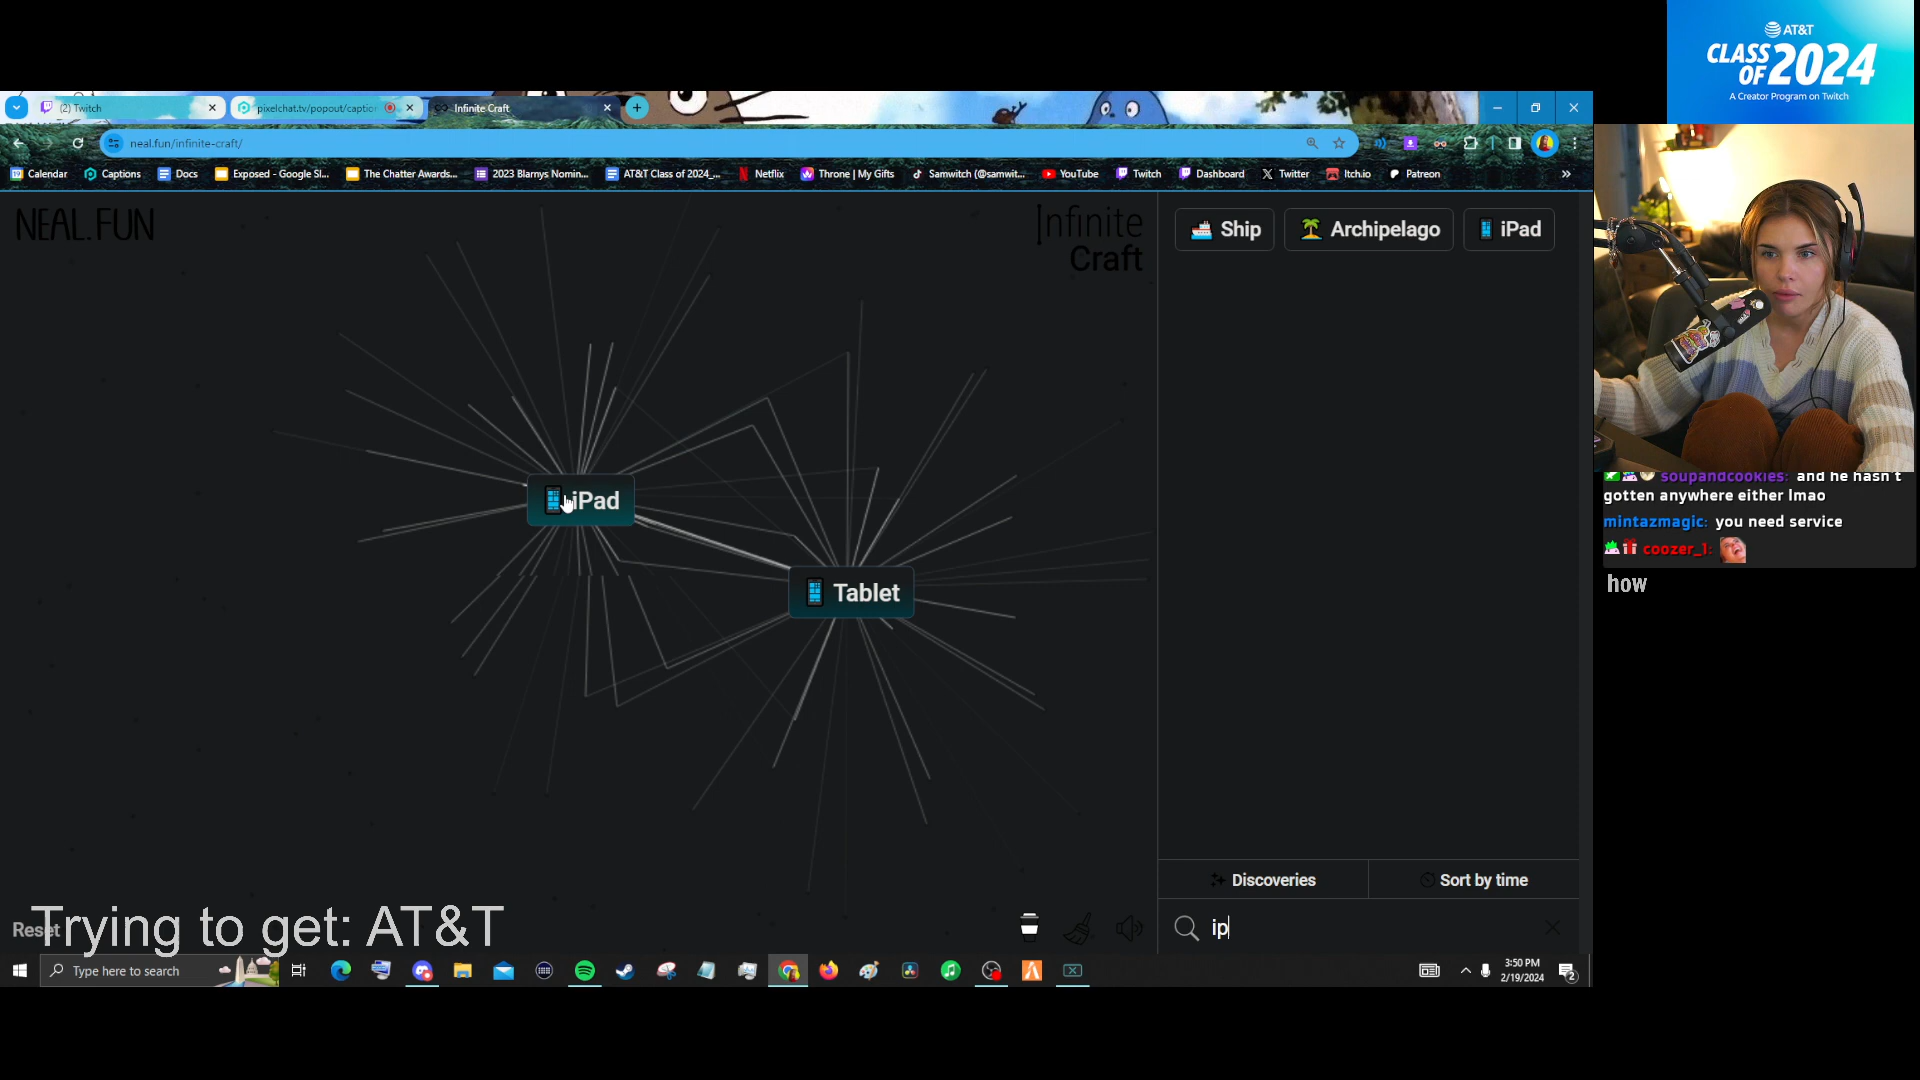 AT&T
CLASS
OF 2024
A Creator Program on Twitch
(2) Twitch
pixelchat.tv/popout/captio
Infinite Craft
neal.fun/infinite-craft/
Calendar
Captions
Docs
Exposed - Google Sl...
The Chatter Awards...
2023 Blarnys Nomin...
AT&T Class of 2024_...
Netflix
Throne | My Gifts
Samwitch (@samwit...
YouTube
Twitch
Dashboard
Twitter
Itch.io
Patreon
NEAL.FUN
Infinite
Craft
Ship
Archipelago
iPad
iPad
Tablet
soupandcookies: and he hasn't
gotten anywhere either lmao
mintazmagic: you need service
coozer_1:
how
Discoveries
Sort by time
ip
Reset
Trying to get: AT&T
Type here to search
3:50 PM
2/19/2024
2